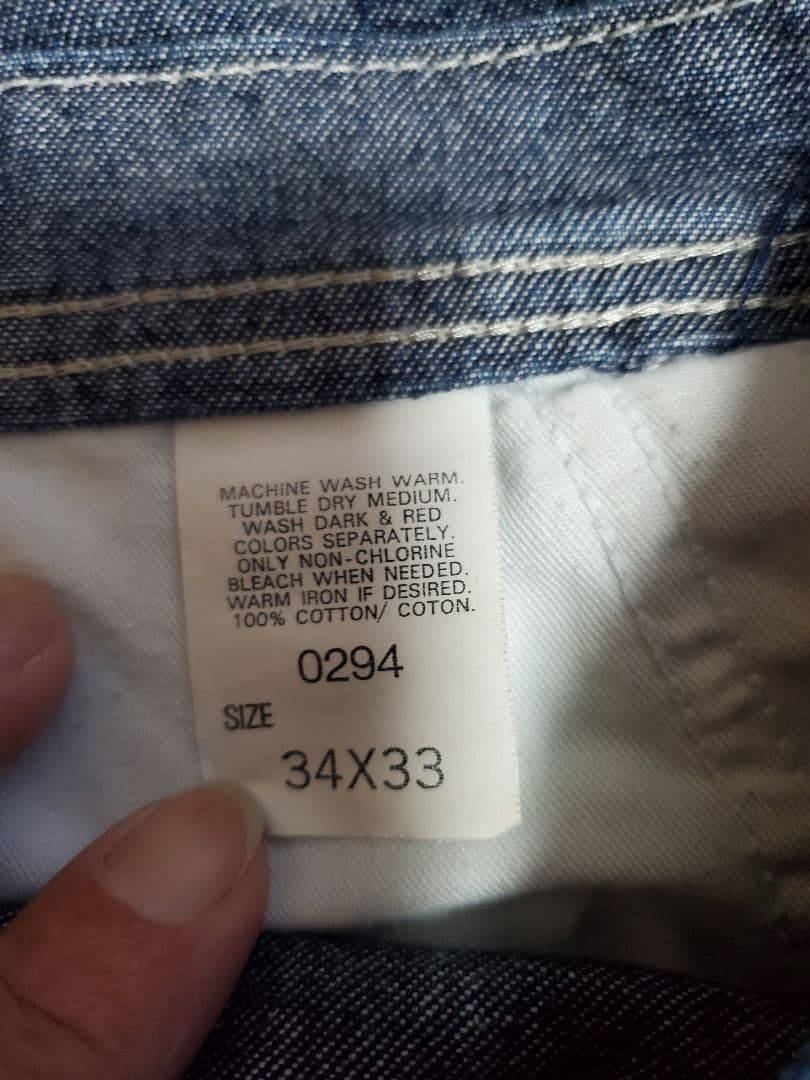 MACHINE WASH WARM.
TUMBLE DRY MEDIUM.
WASH DARK & RED
COLORS SEPARATELY.
ONLY NON-CHLORINE
BLEACH WHEN NEEDED.
WARM IRON IF DESIRED.
100% COTTON/ COTON.
0294
SIZE
34X33